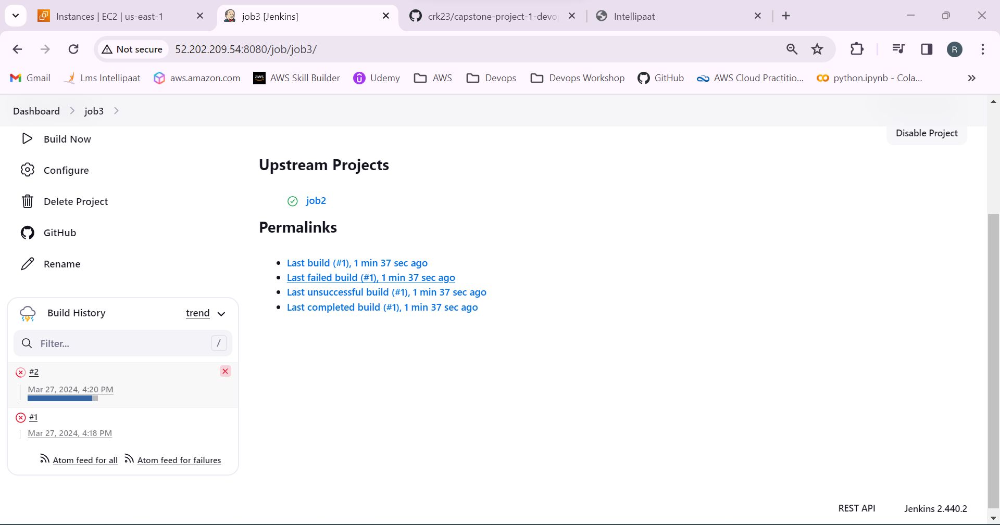 Instances | EC2 | us-east-1
job3 [Jenkins]
crk23/capstone-project-1-devo
Intellipaat
Not secure
52.202.209.54:8080/job/job3/
R
Gmail
Lms Intellipaat
aws.amazon.com
aws
AWS Skill Builder
Udemy
AWS
Devops
Devops Workshop
GitHub
AWS Cloud Practitio...
python.ipynb - Cola...
Dashboard
job3
Build Now
Configure
Delete Project
GitHub
Rename
Build History
trend
Filter...
/
#2
Mar 27, 2024, 4:20 PM
#1
Mar 27, 2024, 4:18 PM
Atom feed for all
Atom feed for failures
Disable Project
Upstream Projects
job2
Permalinks
Last build (#1), 1 min 37 sec ago
Last failed build (#1), 1 min 37 sec ago
Last unsuccessful build (#1), 1 min 37 sec ago
Last completed build (#1), 1 min 37 sec ago
REST API
Jenkins 2.440.2